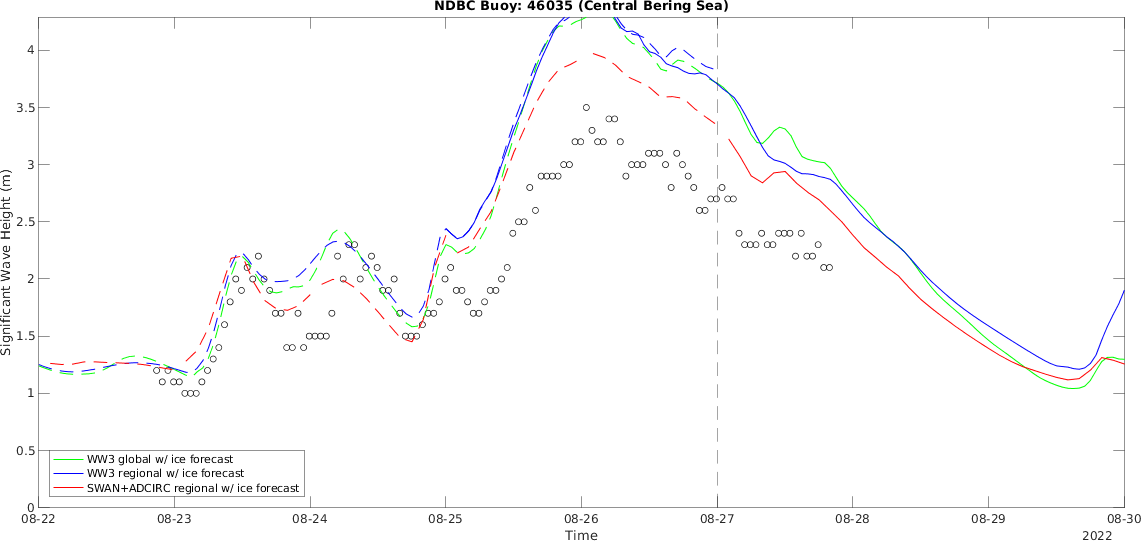 NDBC Buoy: 46035 (Central Bering Sea)
Significant Wave Height (m)
4
3.5
3
2.5
2
1.5
1
0.5
0
WW3 global w/ ice forecast
WW3 regional w/ ice forecast
SWAN+ADCIRC regional w/ ice forecast
08-22 08-23 08-24 08-25 08-26 08-27 08-28 08-29 08-30
Time
2022